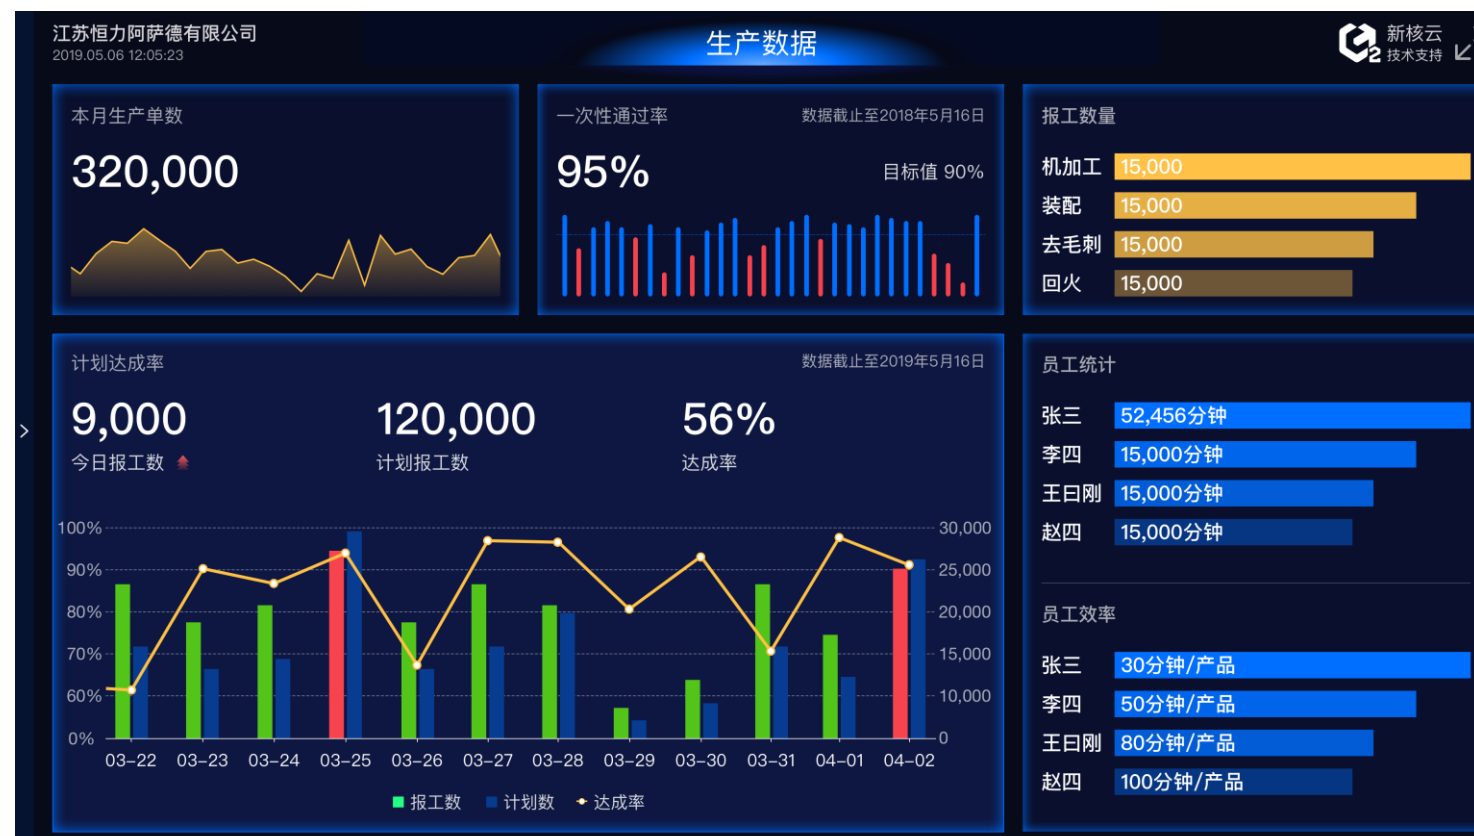 江苏恒力阿萨德有限公司
2019.05.06 12:05:23
生产数据
新核云
技术支持
本月生产单数
320,000
一次性通过率
数据截止至2018年5月16日
95%
目标值 90%
报工数量
机加工 15,000
装配 15,000
去毛刺 15,000
回火 15,000
计划达成率
数据截止至2019年5月16日
9,000
120,000
56%
今日报工数
计划报工数
达成率
100%
90%
80%
70%
60%
0%
30,000
25,000
20,000
15,000
10,000
0
03-22 03-23 03-24 03-25 03-26 03-27 03-28 03-29 03-30 03-31 04-01 04-02
报工数 计划数 达成率
员工统计
张三 52,456分钟
李四 15,000分钟
王曰刚 15,000分钟
赵四 15,000分钟
员工效率
张三 30分钟/产品
李四 50分钟/产品
王曰刚 80分钟/产品
赵四 100分钟/产品